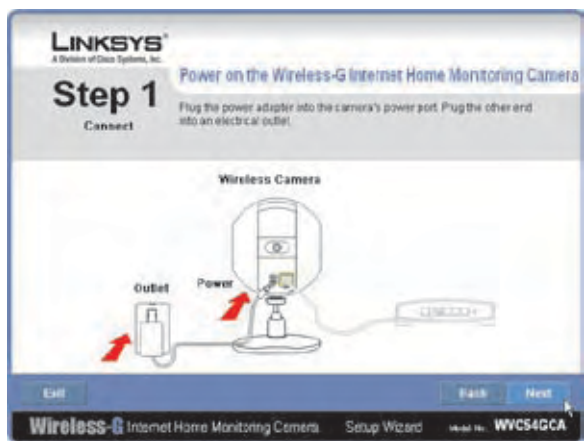 LINKSYS®
A Division of Cisco Systems, Inc.
Step 1
Connect
Power on the Wireless-G Internet Home Monitoring Camera
Plug the power adapter into the camera's power port. Plug the other end
into an electrical outlet.
Wireless Camera
Outlet
Power
Exit
Back
Next
Wireless-G Internet Home Monitoring Camera
Setup Wizard
Model No.
WVC54GCA